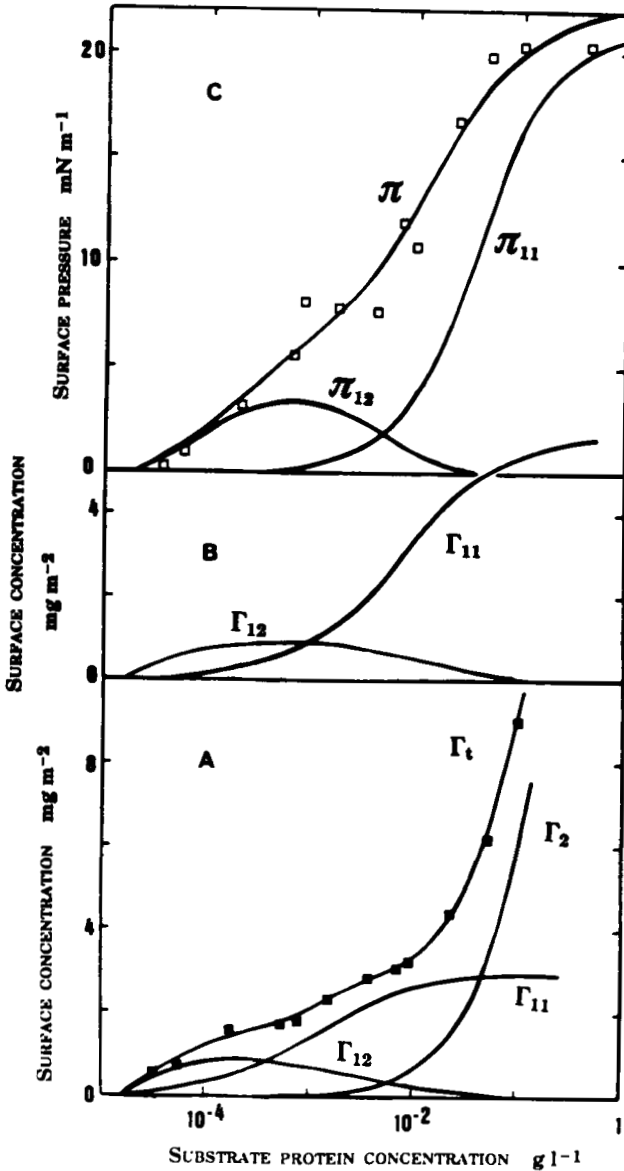 C
20
10
0
SURFACE PRESSURE mN m⁻¹
π
π₁₁
π₁₂
B
4
0
SURFACE CONCENTRATION
mg m⁻²
Γ₁₁
Γ₁₂
A
8
4
0
SURFACE CONCENTRATION mg m⁻²
Γt
Γ₂
Γ₁₁
Γ₁₂
10⁻⁴
10⁻²
1
SUBSTRATE PROTEIN CONCENTRATION g l⁻¹